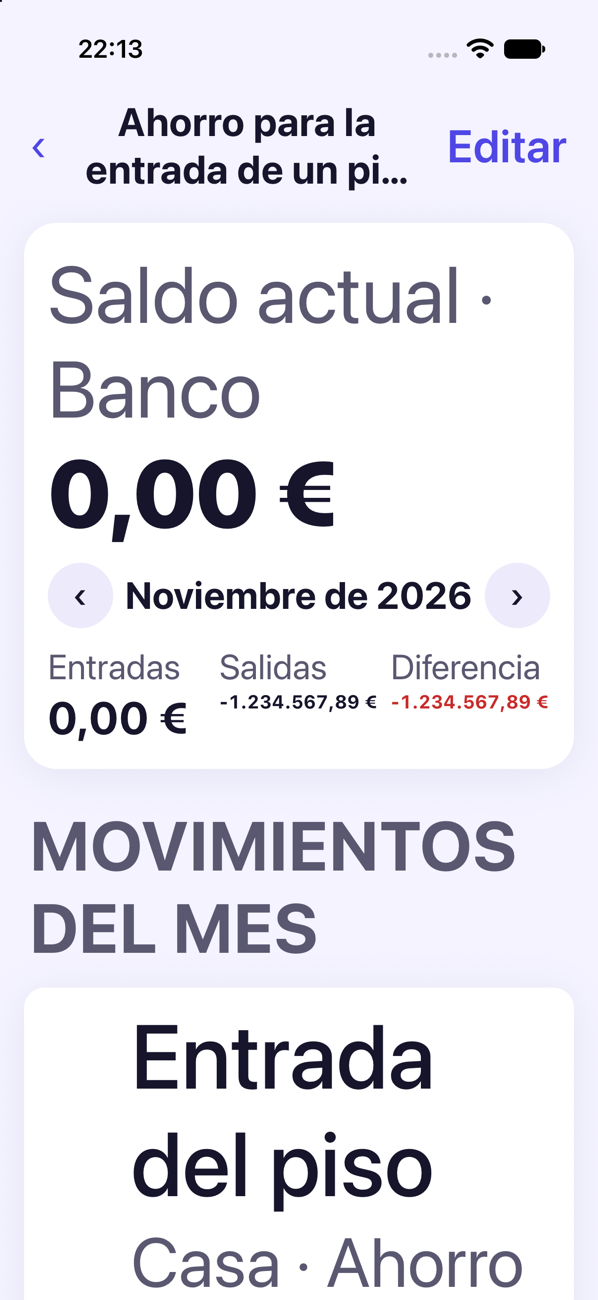 22:13
‹
Ahorro para la
entrada de un pi...
Editar
Saldo actual ·
Banco
0,00 €
‹ Noviembre de 2026 ›
Entradas Salidas Diferencia
0,00 € -1.234.567,89 € -1.234.567,89 €
MOVIMIENTOS
DEL MES
Entrada
del piso
Casa · Ahorro